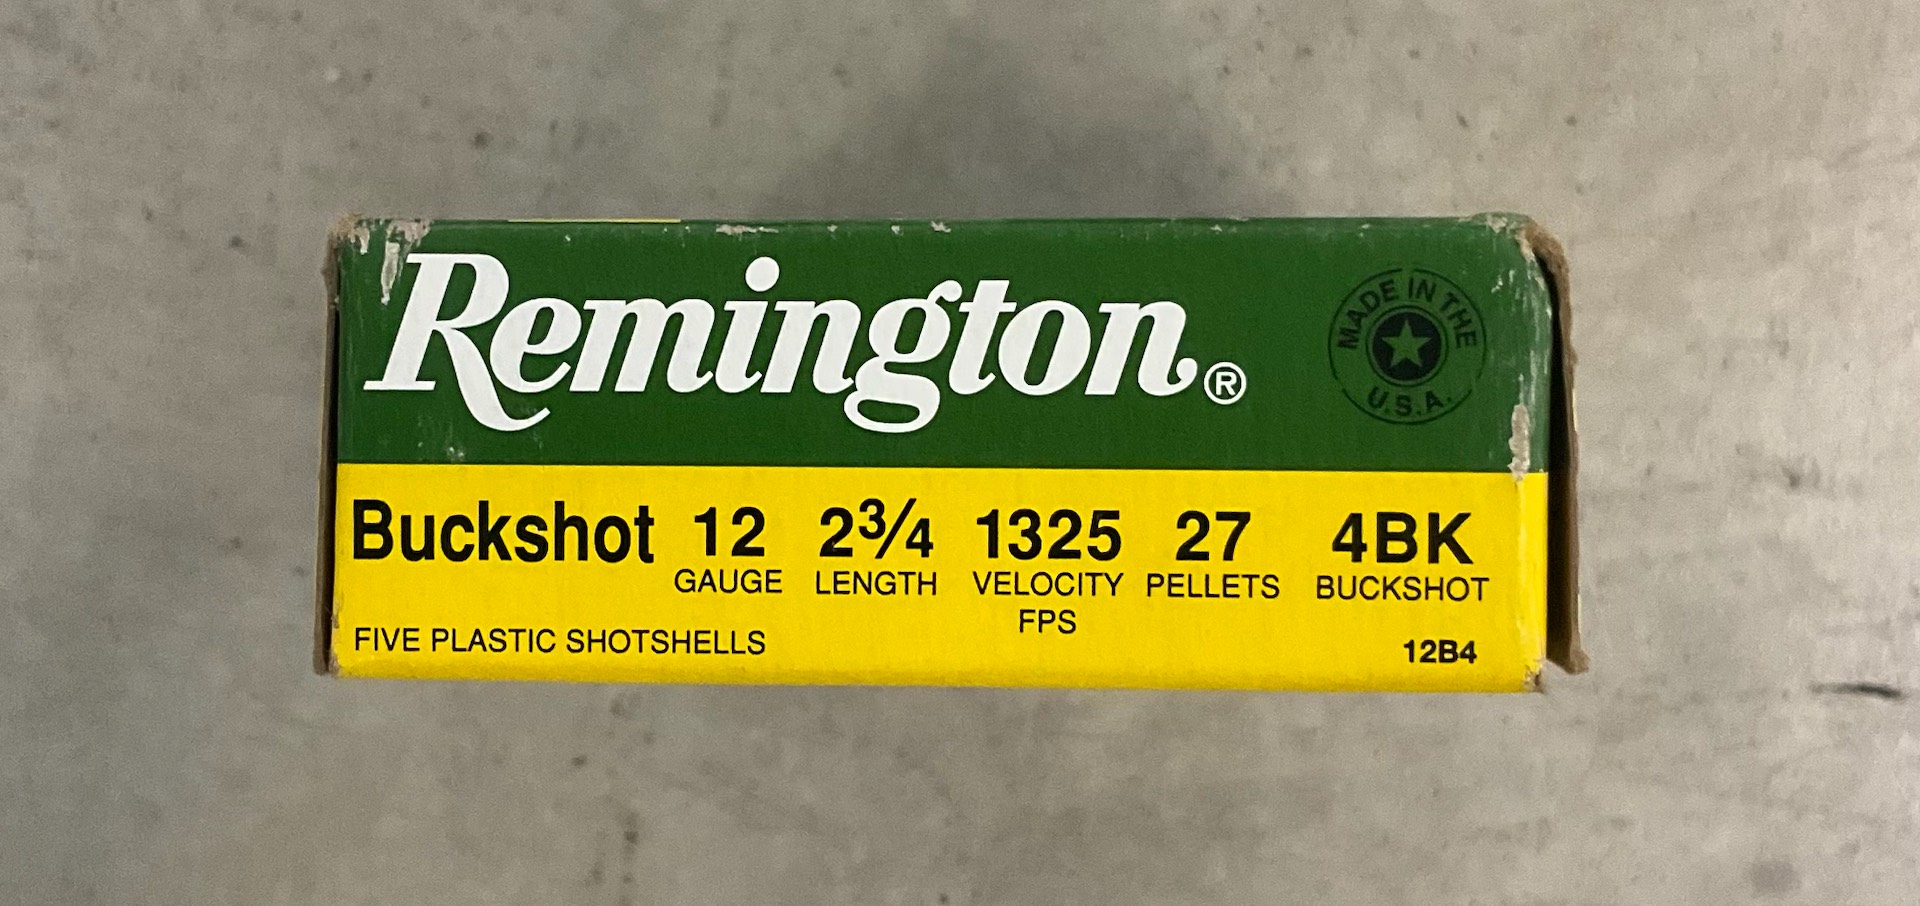 Remington®
MADE IN THE
U.S.A.
Buckshot 12 2¾ 1325 27 4BK
GAUGE LENGTH VELOCITY PELLETS BUCKSHOT
FPS
FIVE PLASTIC SHOTSHELLS 12B4